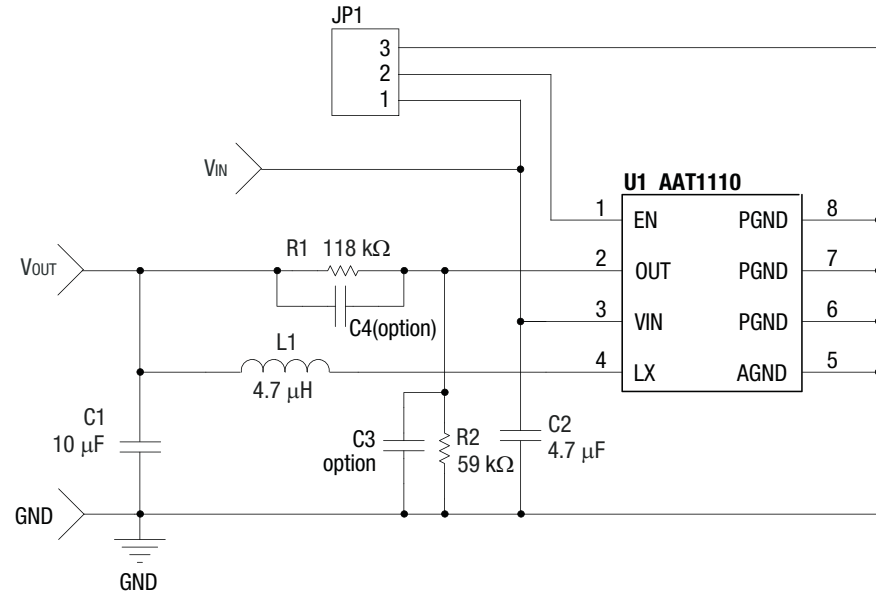 JP1
3
2
1
VIN
U1 AAT1110
1 EN PGND 8
R1 118 kΩ
VOUT
2 OUT PGND 7
C4(option)
3 VIN PGND 6
L1
4.7 μH
4 LX AGND 5
C1
10 μF
C3
option
R2
59 kΩ
C2
4.7 μF
GND
GND